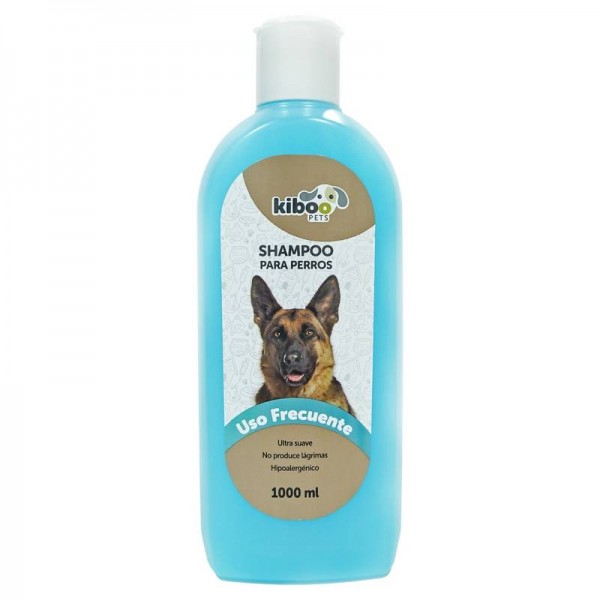 kiboo
PETS
SHAMPOO
PARA PERROS
Uso Frecuente
Ultra suave
No produce lágrimas
Hipoalergénico
1000 ml